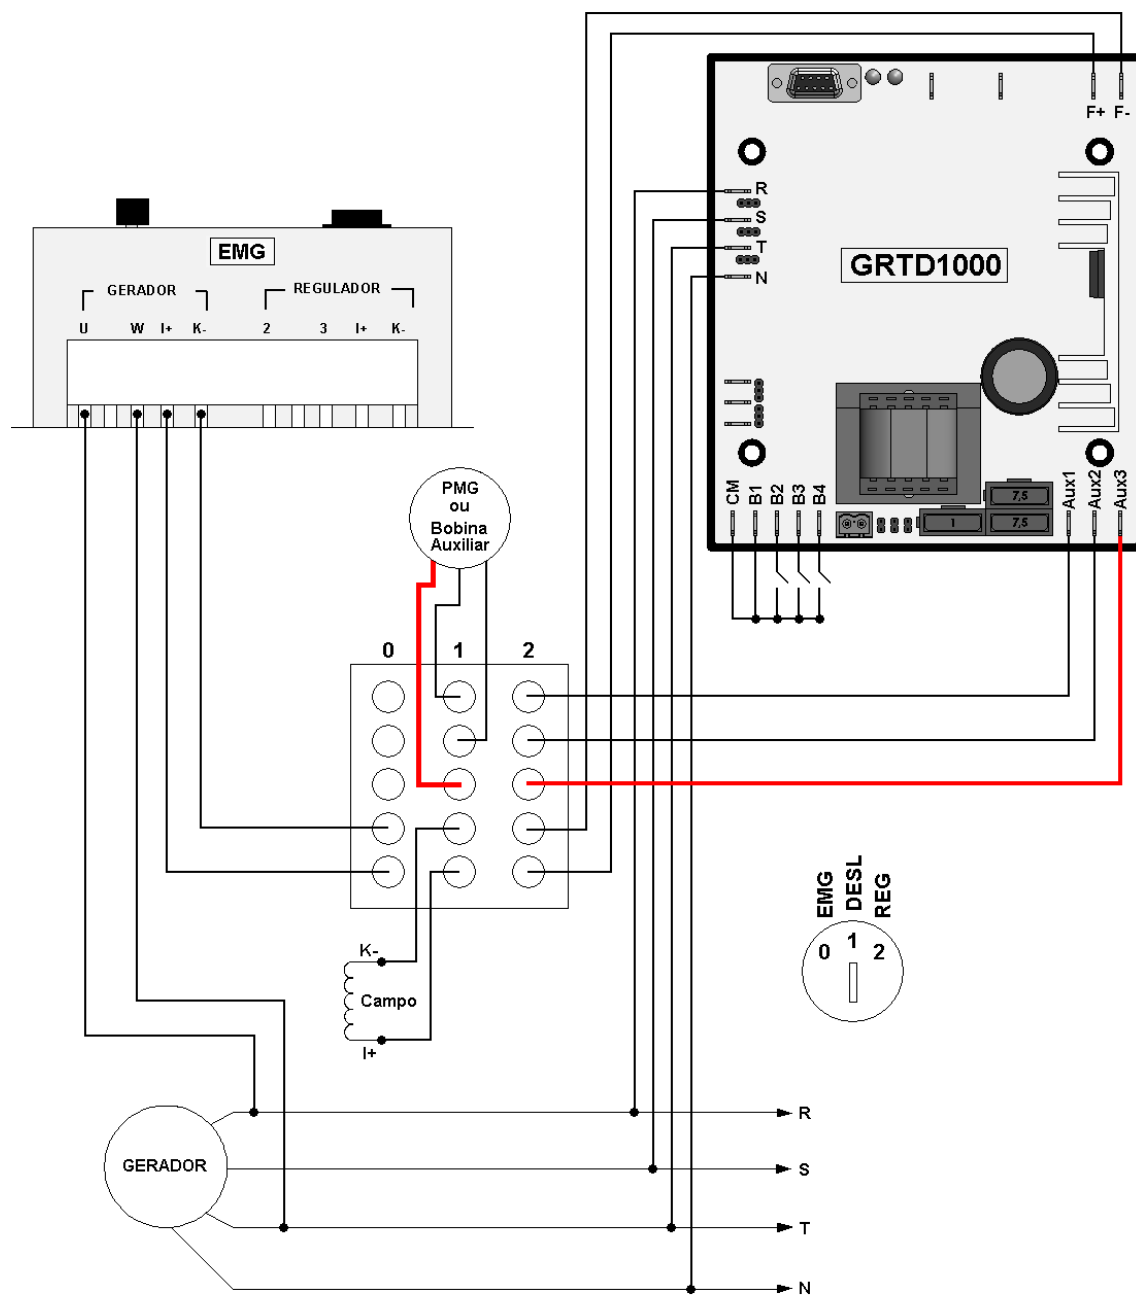 F+ F-
R
S
T
N
GRTD1000
EMG
GERADOR
REGULADOR
U W I+ K- 2 3 I+ K-
CM B1 B2 B3 B4
7,5
1 7,5
Aux1 Aux2 Aux3
PMG
ou
Bobina
Auxiliar
0 1 2
EMG DESL REG
0 1 2
K-
Campo
I+
GERADOR
R
S
T
N